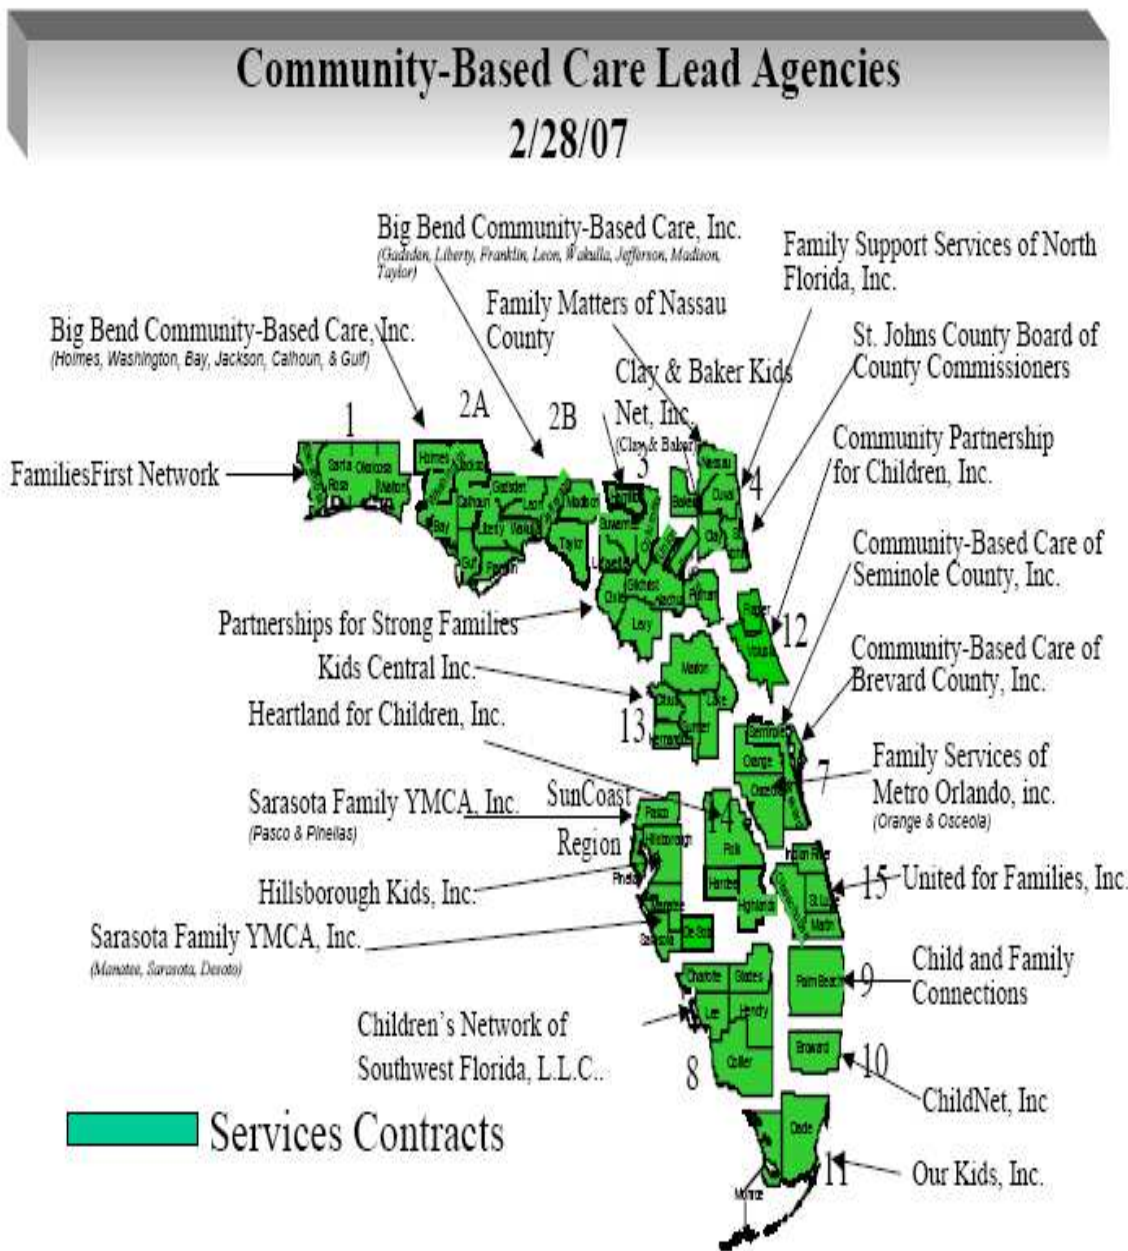 Community-Based Care Lead Agencies
2/28/07
Big Bend Community-Based Care, Inc.
(Gadsden, Liberty, Franklin, Leon, Wakulla, Jefferson, Madison,
Taylor)
Family Support Services of North
Florida, Inc.
Family Matters of Nassau
County
Big Bend Community-Based Care, Inc.
(Holmes, Washington, Bay, Jackson, Calhoun, & Gulf)
St. Johns County Board of
County Commissioners
Clay & Baker Kids
Net, Inc.
(Clay & Baker)
1
2A
2B
3
4
Community Partnership
for Children, Inc.
FamiliesFirst Network
Santa
Rosa
Okaloosa
Walton
Holmes
Jackson
Calhoun
Bay
Gulf
Gadsden
Liberty
Leon
Wakulla
Franklin
Madison
Taylor
Nassau
Baker
Duval
Clay
Gilchrist
Dixie
Levy
Putnam
Community-Based Care of
Seminole County, Inc.
Partnerships for Strong Families
12
Flagler
Kids Central Inc.
Marion
Citrus
Lake
Sumter
Hernando
13
Community-Based Care of
Brevard County, Inc.
Heartland for Children, Inc.
Seminole
Orange
Osceola
7
Family Services of
Metro Orlando, inc.
(Orange & Osceola)
Sarasota Family YMCA, Inc.
(Pasco & Pinellas)
SunCoast
Region
Pasco
Hillsborough
Pinellas
14
Polk
Hardee
Highlands
Indian River
St. Lucie
Martin
15
United for Families, Inc.
Hillsborough Kids, Inc.
Sarasota Family YMCA, Inc.
(Manatee, Sarasota, Desoto)
Manatee
Sarasota
De Soto
Child and Family
Connections
Palm Beach
9
Charlotte
Glades
Lee
Hendry
Collier
8
Children's Network of
Southwest Florida, L.L.C..
Broward
10
ChildNet, Inc
Services Contracts
Dade
Monroe
11
Our Kids, Inc.